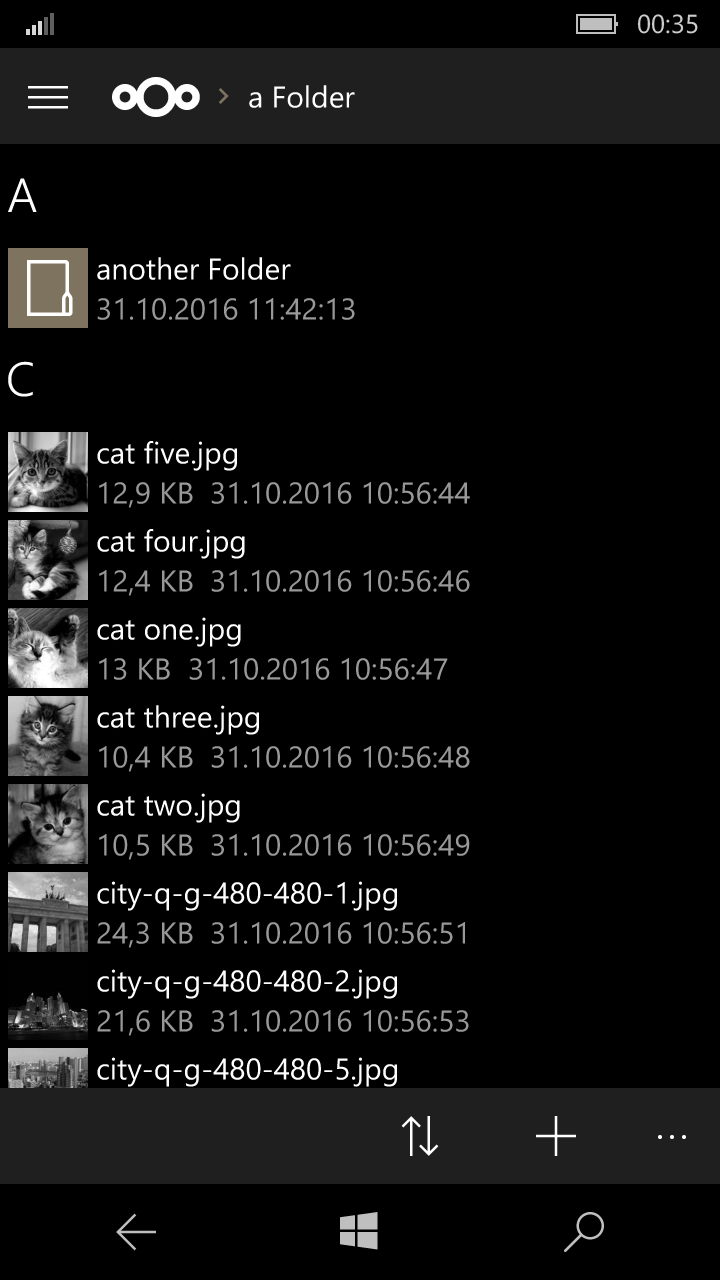 00:35
a Folder
A
another Folder
31.10.2016 11:42:13
C
cat five.jpg
12,9 KB 31.10.2016 10:56:44
cat four.jpg
12,4 KB 31.10.2016 10:56:46
cat one.jpg
13 KB 31.10.2016 10:56:47
cat three.jpg
10,4 KB 31.10.2016 10:56:48
cat two.jpg
10,5 KB 31.10.2016 10:56:49
city-q-g-480-480-1.jpg
24,3 KB 31.10.2016 10:56:51
city-q-g-480-480-2.jpg
21,6 KB 31.10.2016 10:56:53
city-q-g-480-480-5.jpg